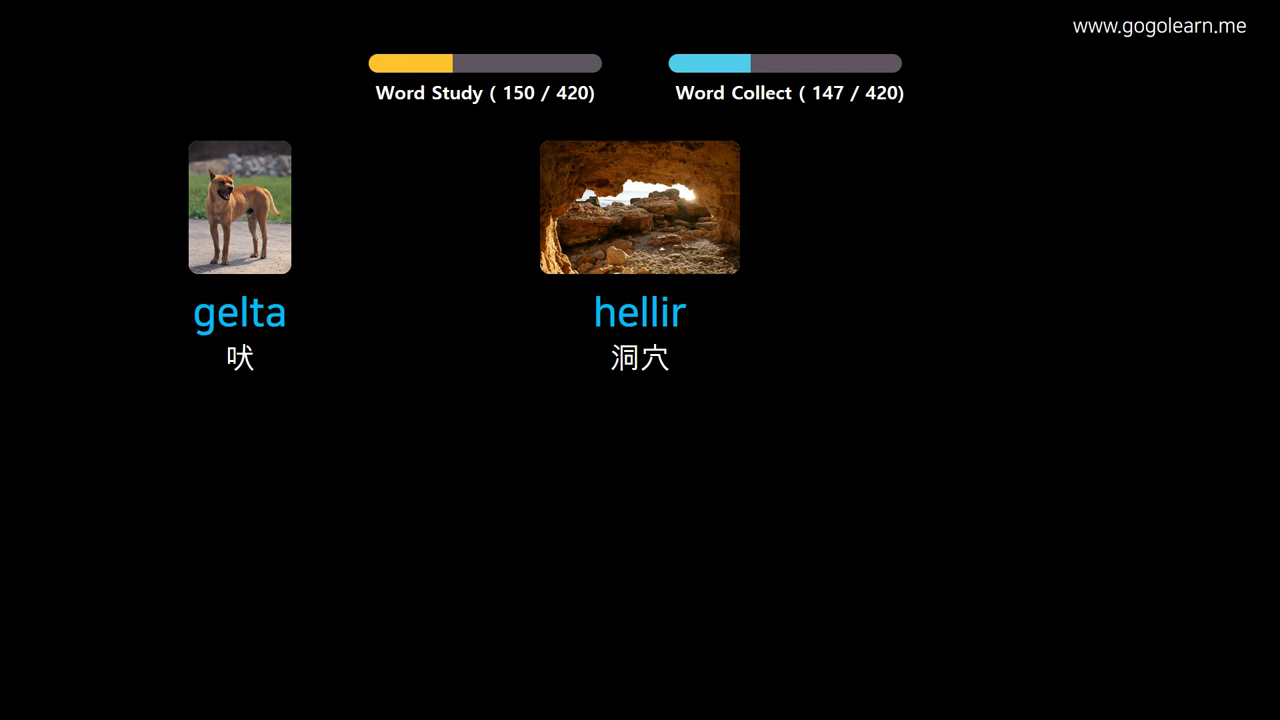 www.gogolearn.me
Word Study ( 150 / 420)
Word Collect ( 147 / 420)
gelta
吠
hellir
洞穴